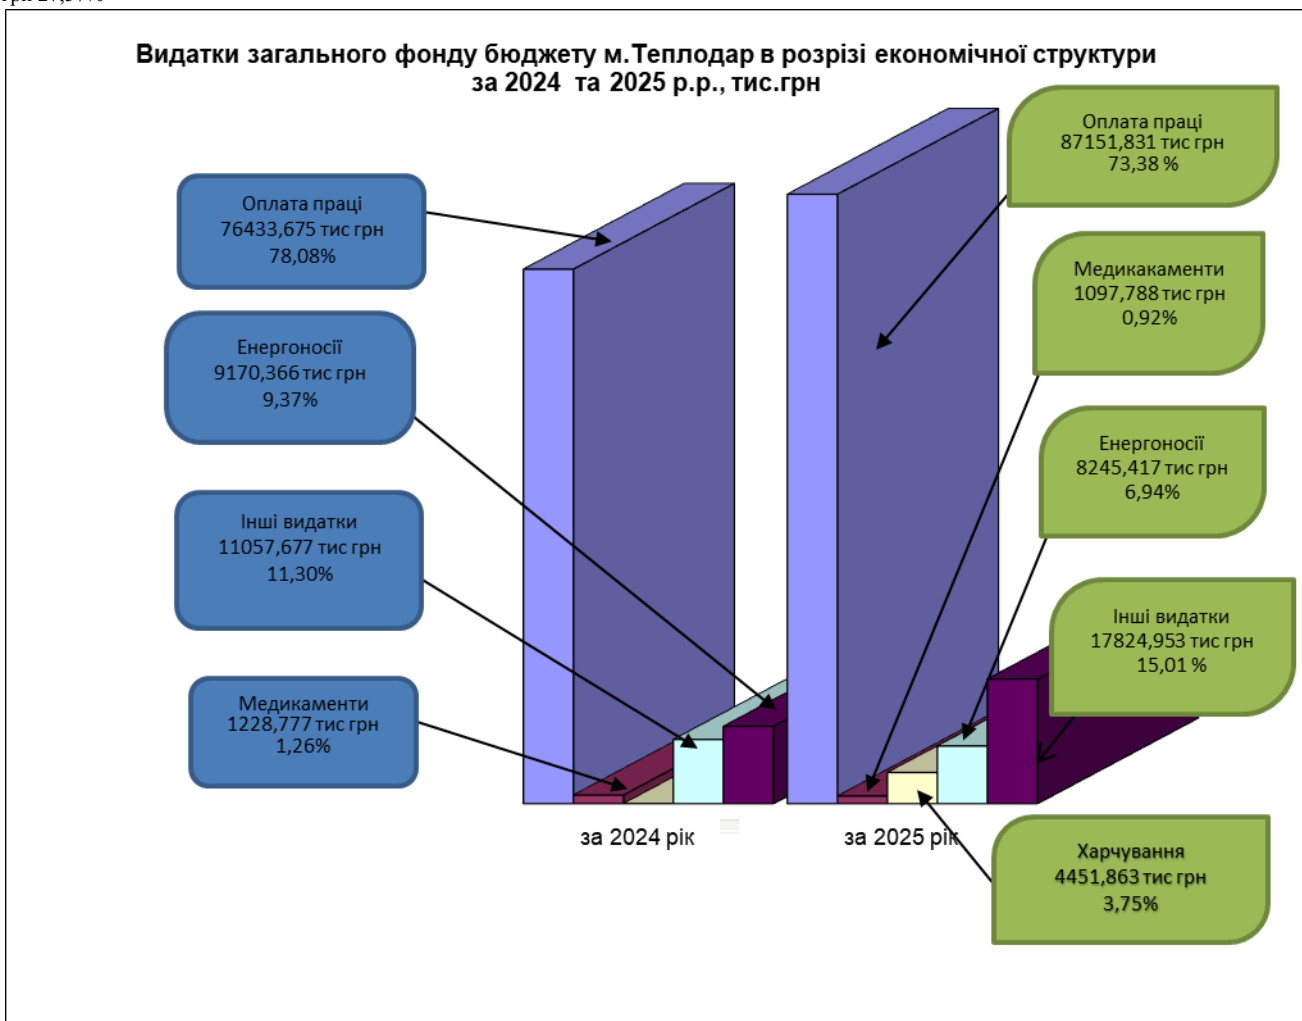 Видатки загального фонду бюджету м.Теплодар в розрізі економічної структури
за 2024 та 2025 р.р., тис.грн
Оплата праці
76433,675 тис грн
78,08%
Енергоносії
9170,366 тис грн
9,37%
Інші видатки
11057,677 тис грн
11,30%
Медикаменти
1228,777 тис грн
1,26%
Оплата праці
87151,831 тис грн
73,38 %
Медикакаменти
1097,788 тис грн
0,92%
Енергоносії
8245,417 тис грн
6,94%
Інші видатки
17824,953 тис грн
15,01 %
Харчування
4451,863 тис грн
3,75%
за 2024 рік
за 2025 рік